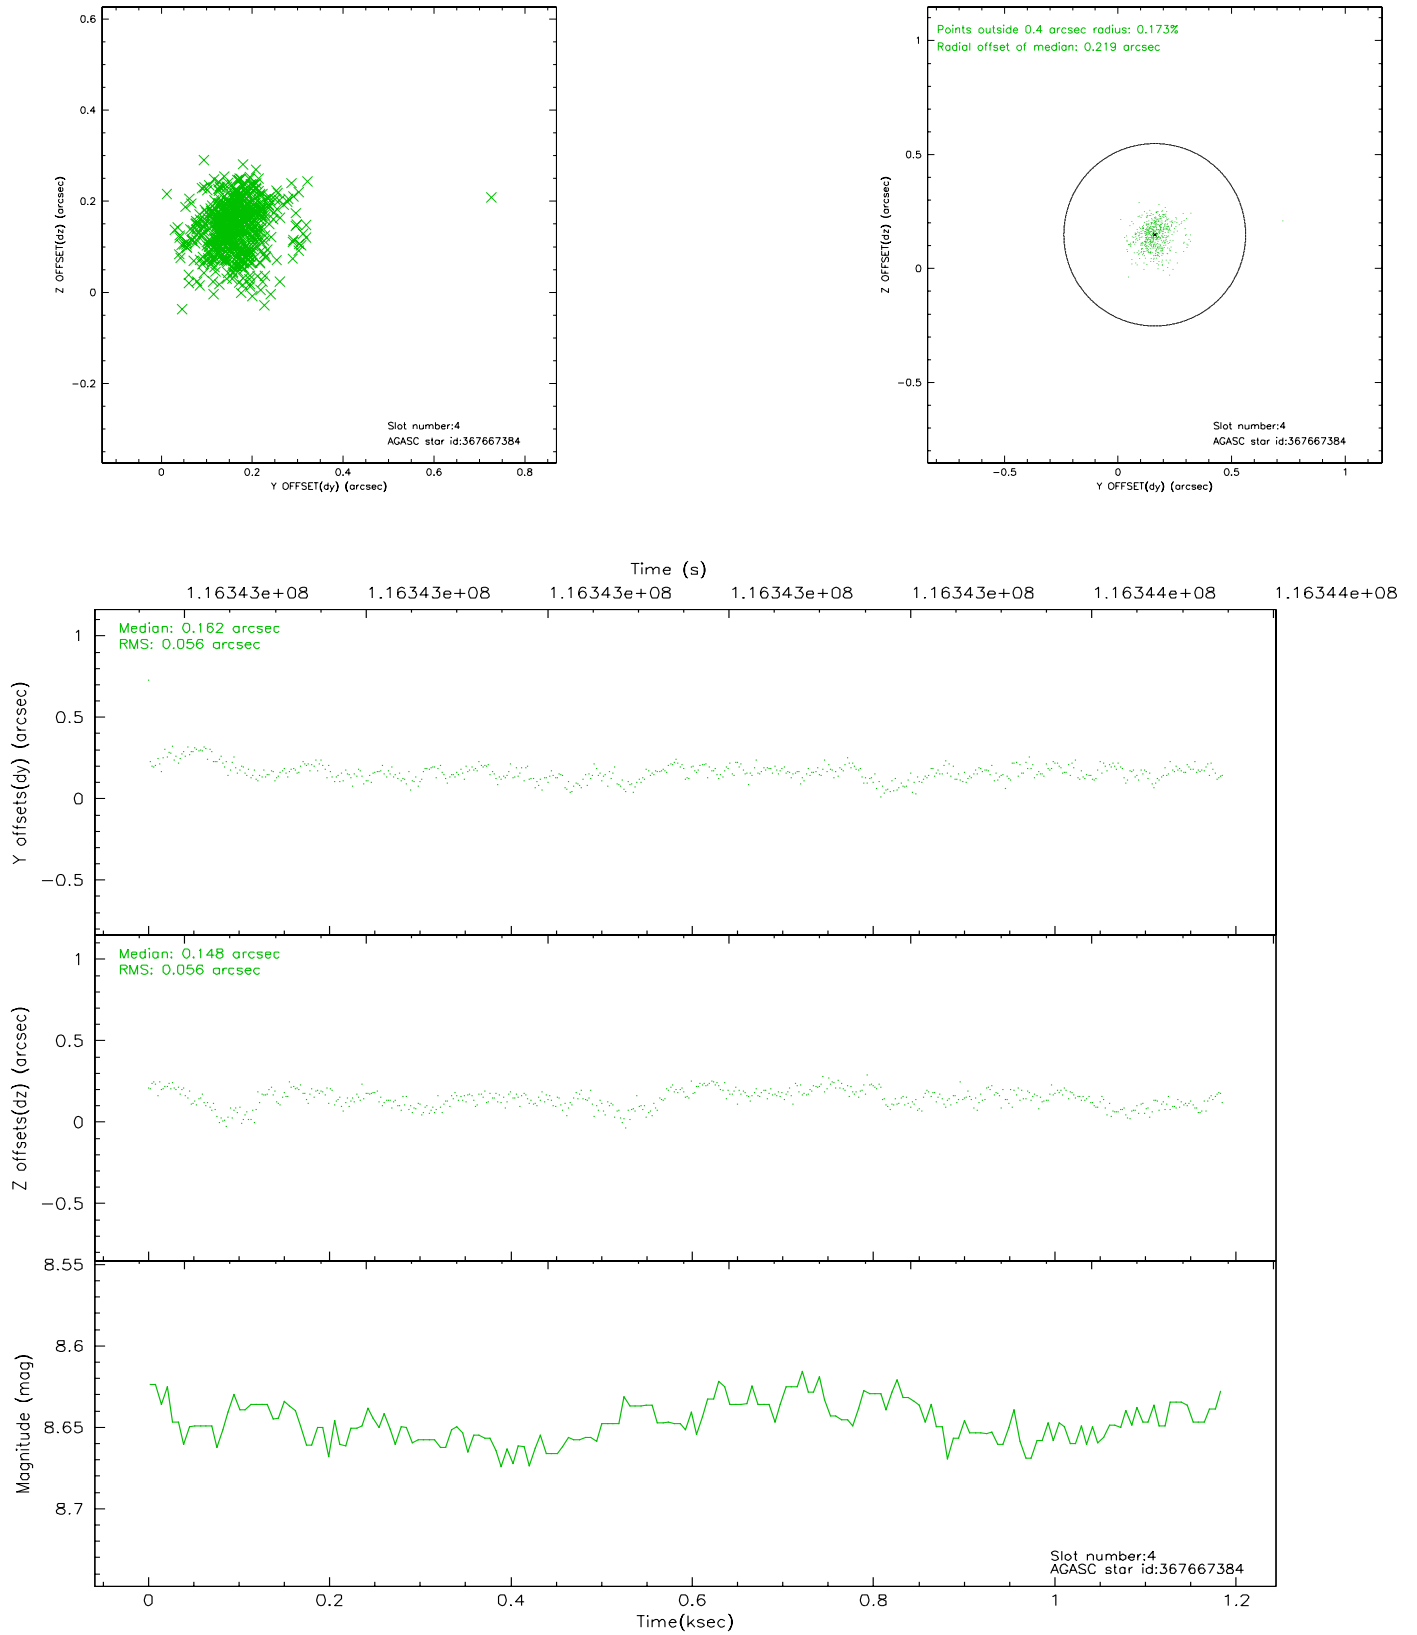 0.6
0.4
0.2
0
−0.2
Z OFFSET(dz) (arcsec)
Slot number:4
AGASC star id:367667384
0 0.2 0.4 0.6 0.8
Y OFFSET(dy) (arcsec)
Points outside 0.4 arcsec radius: 0.173%
Radial offset of median: 0.219 arcsec
1
0.5
0
−0.5
Z OFFSET(dz) (arcsec)
Slot number:4
AGASC star id:367667384
−0.5 0 0.5 1
Y OFFSET(dy) (arcsec)
Time (s)
1.16343e+08 1.16343e+08 1.16343e+08 1.16343e+08 1.16343e+08 1.16344e+08 1.16344e+08
Median: 0.162 arcsec
RMS: 0.056 arcsec
1
0.5
0
−0.5
Y offsets(dy) (arcsec)
Median: 0.148 arcsec
RMS: 0.056 arcsec
1
0.5
0
−0.5
Z offsets(dz) (arcsec)
8.55
8.6
8.65
8.7
Magnitude (mag)
Slot number:4
AGASC star id:367667384
0 0.2 0.4 0.6 0.8 1 1.2
Time(ksec)